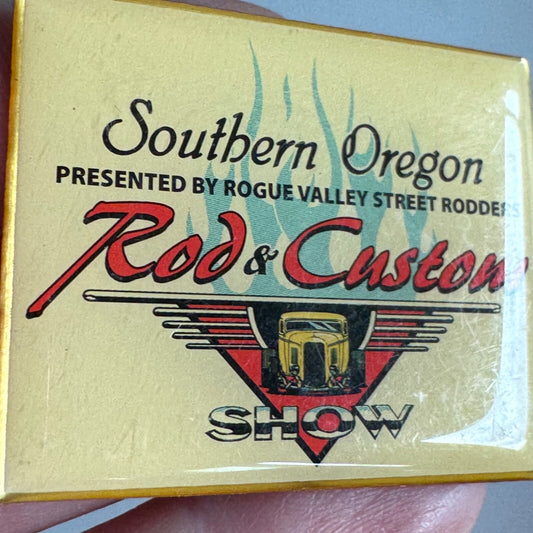 Southern Oregon
PRESENTED BY ROGUE VALLEY STREET RODDERS
Rod & Custom
SHOW